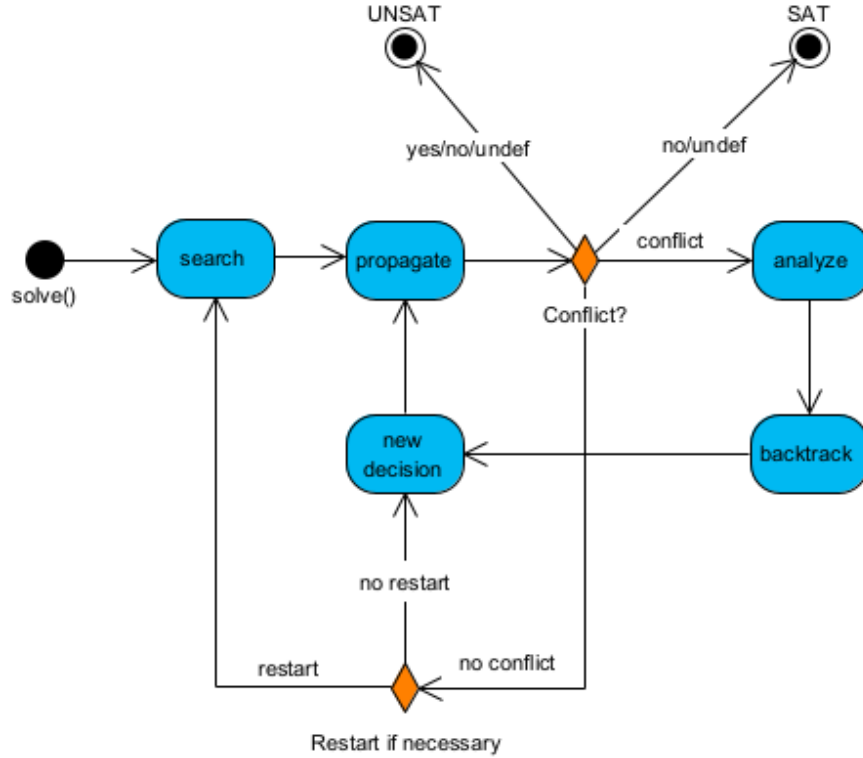 UNSAT
SAT
yes/no/undef
no/undef
search
propagate
conflict
analyze
solve()
Conflict?
new
decision
backtrack
no restart
restart
no conflict
Restart if necessary